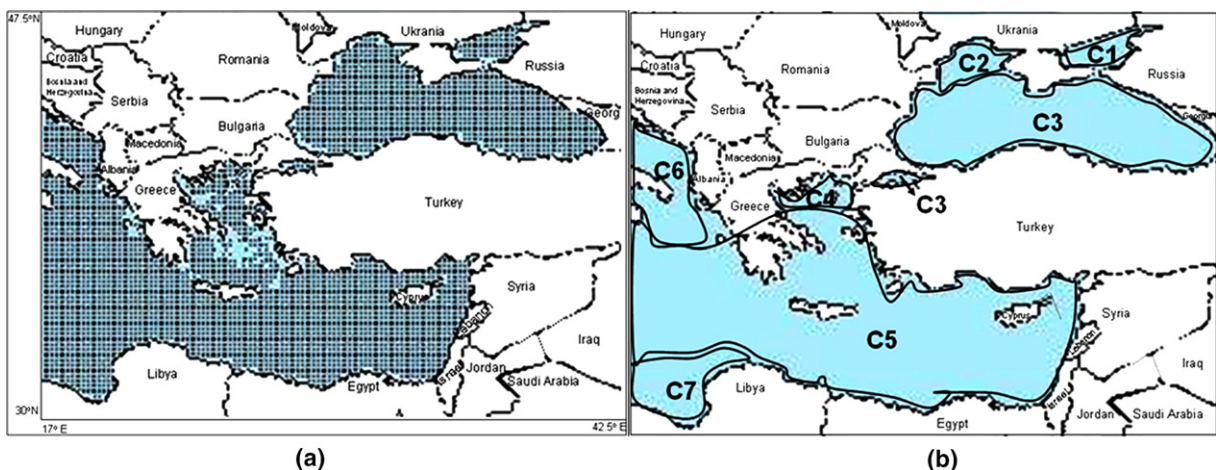 47.5°N
Hungary
Moldova
Ukrania
Croatia
Romania
Russia
Bosnia and
Herzegovina
Serbia
Georg
Bulgaria
Macedonia
Albania
Greece
Turkey
Cyprus
Syria
Lebanon
Iraq
Israel
Jordan
Libya
Egypt
Saudi Arabia
30°N
17° E
42.5° E
(a)
Moldova
Ukrania
Hungary
C1
C2
Croatia
Romania
Russia
Bosnia and
Herzegovina
Serbia
Georgia
C3
Bulgaria
Macedonia
C6
Albania
C4
Greece
C3
Turkey
Cyprus
Syria
Lebanon
C5
Iraq
C7
Libya
Israel
Jordan
Saudi Arabia
Egypt
(b)